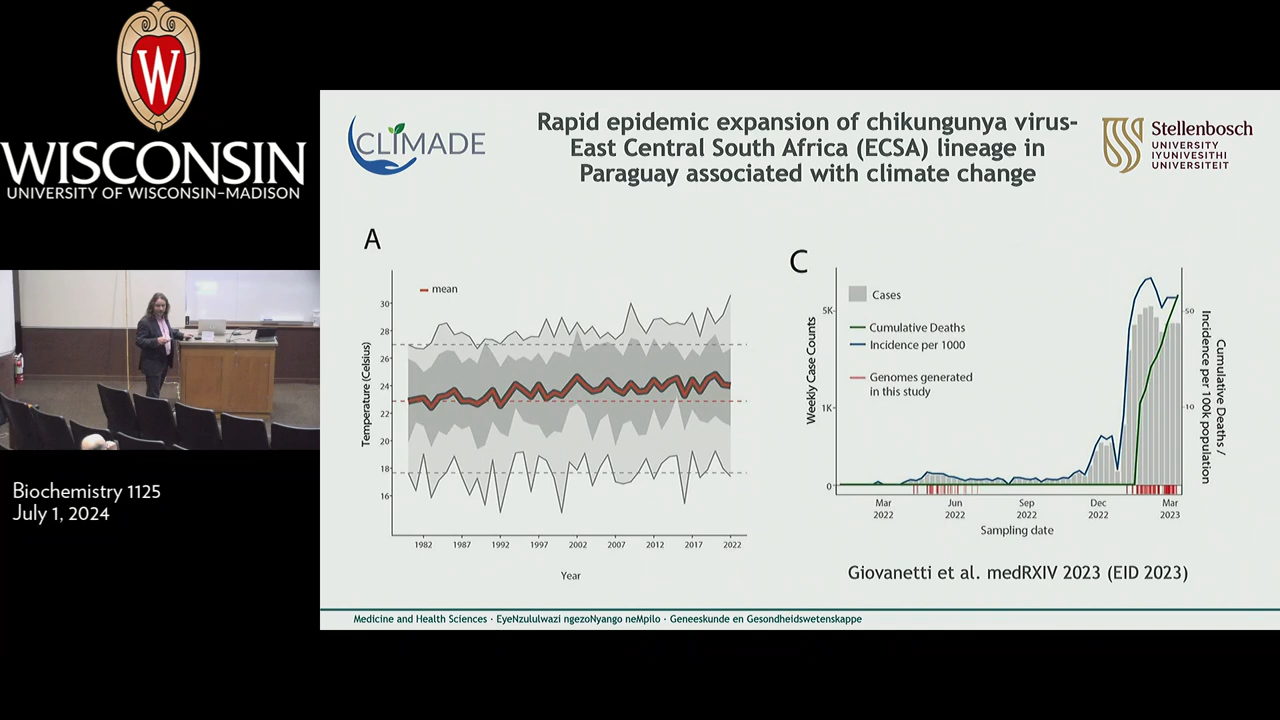 W
WISCONSIN
UNIVERSITY OF WISCONSIN–MADISON
Biochemistry 1125
July 1, 2024
CLIMADE
Rapid epidemic expansion of chikungunya virus-
East Central South Africa (ECSA) lineage in
Paraguay associated with climate change
Stellenbosch
UNIVERSITY
IYUNIVESITHI
UNIVERSITEIT
A
mean
Temperature (Celsius)
30
28
26
24
22
20
18
16
1982
1987
1992
1997
2002
2007
2012
2017
2022
Year
C
Cases
Cumulative Deaths
Incidence per 1000
Genomes generated
in this study
Weekly Case Counts
5K
1K
0
50
10
Cumulative Deaths /
Incidence per 100k population
Mar
2022
Jun
2022
Sep
2022
Dec
2022
Mar
2023
Sampling date
Giovanetti et al. medRXIV 2023 (EID 2023)
Medicine and Health Sciences · EyeNzululwazi ngezoNyango neMpilo · Geneeskunde en Gesondheidswetenskappe